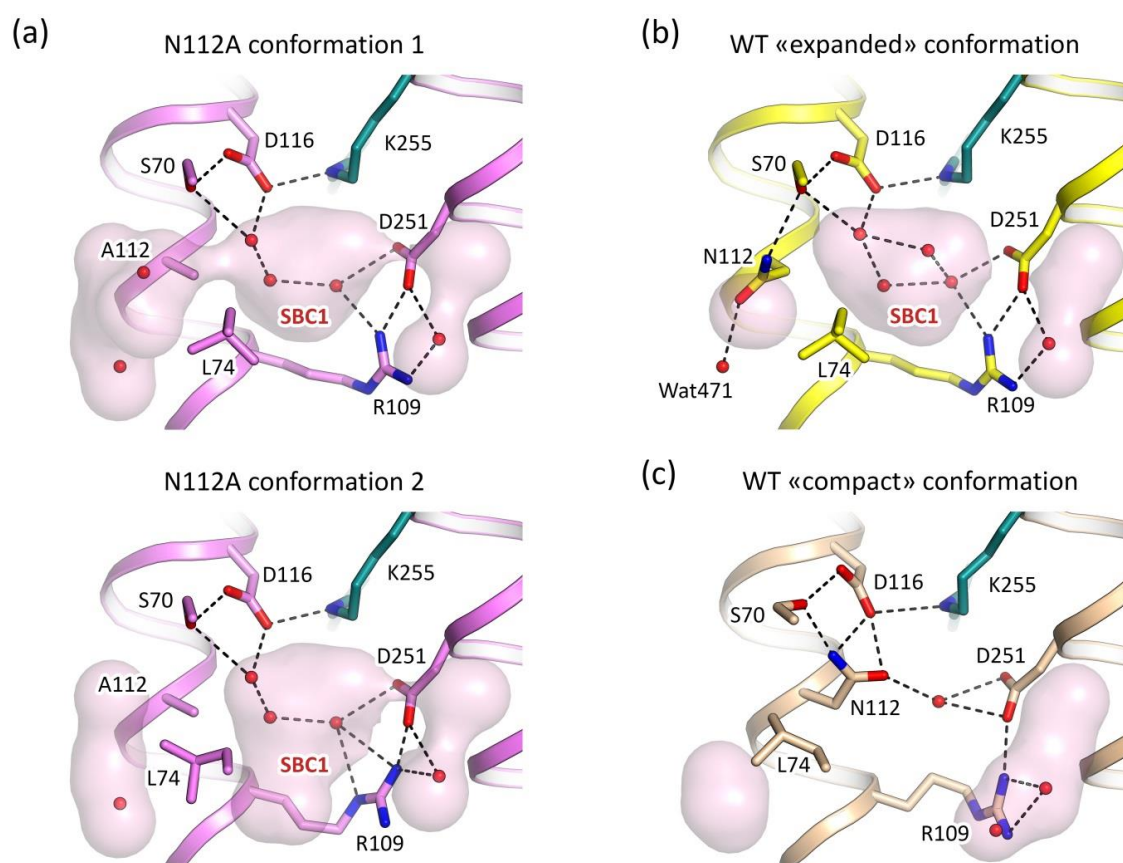 (a)
N112A conformation 1
D116
K255
S70
D251
A112
SBC1
L74
R109
(b)
WT «expanded» conformation
D116
K255
S70
D251
N112
SBC1
L74
Wat471
R109
N112A conformation 2
D116
K255
S70
D251
A112
SBC1
L74
R109
(c)
WT «compact» conformation
D116
K255
S70
D251
N112
L74
R109